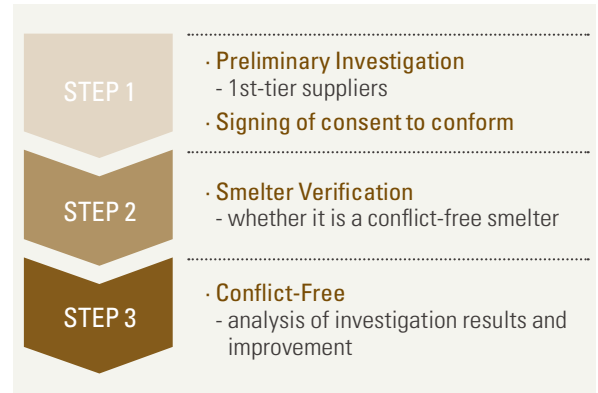 STEP 1
· Preliminary Investigation
- 1st-tier suppliers
· Signing of consent to conform
STEP 2
· Smelter Verification
- whether it is a conflict-free smelter
STEP 3
· Conflict-Free
- analysis of investigation results and
improvement